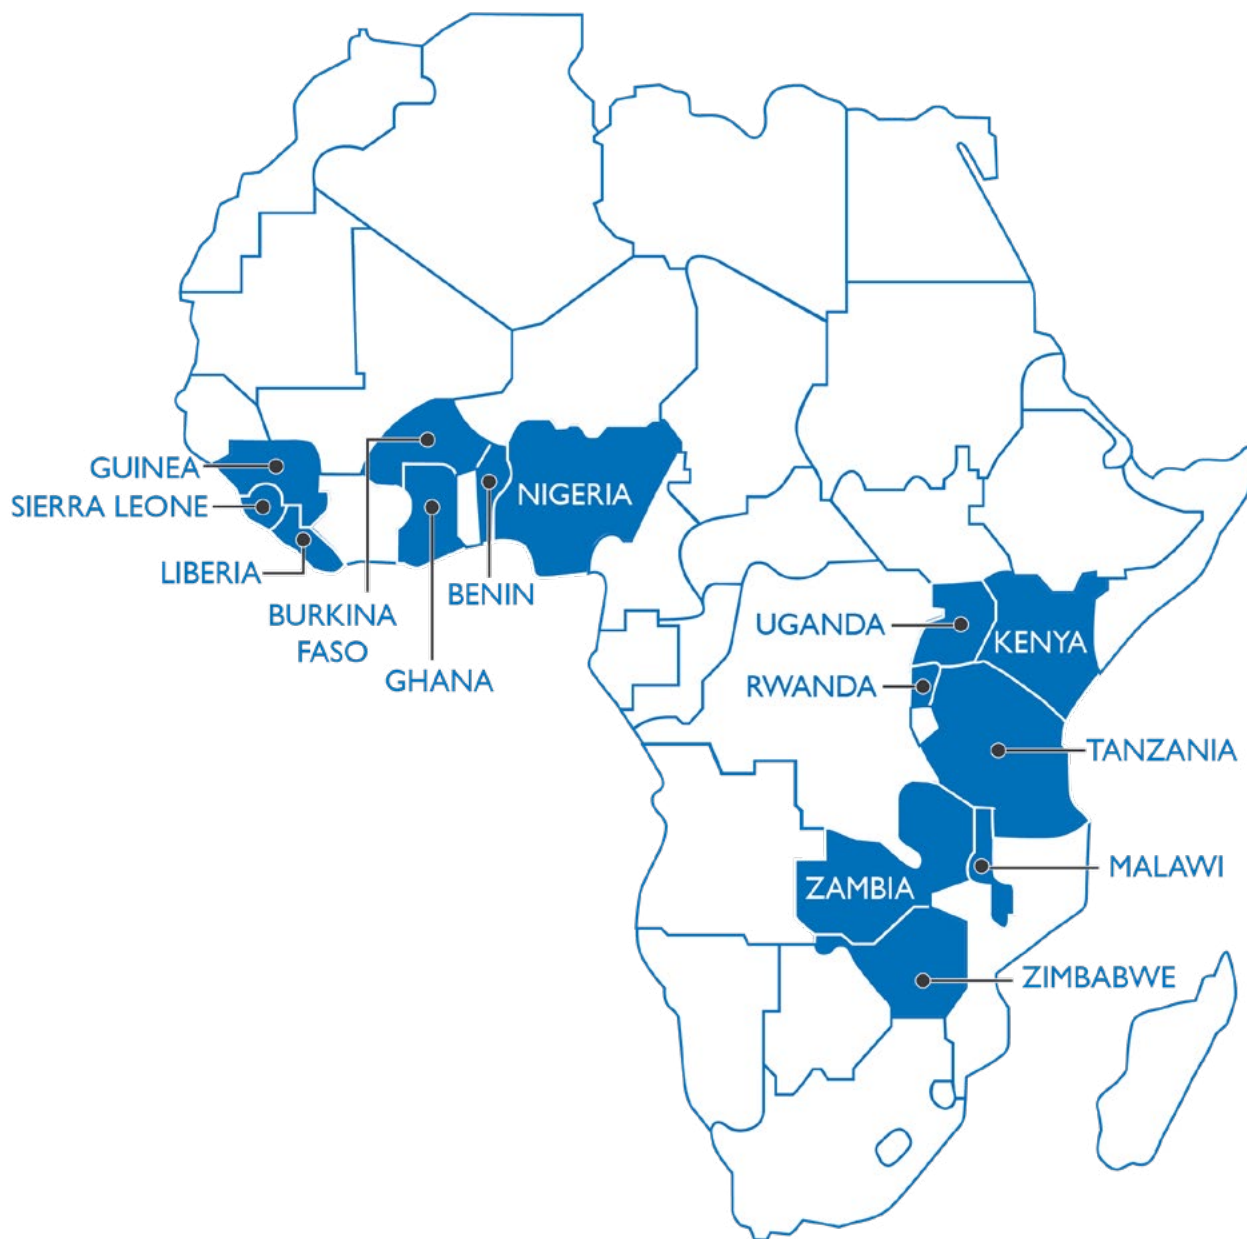 GUINEA
SIERRA LEONE
LIBERIA
BURKINA
FASO
GHANA
BENIN
NIGERIA
UGANDA
KENYA
RWANDA
TANZANIA
MALAWI
ZAMBIA
ZIMBABWE